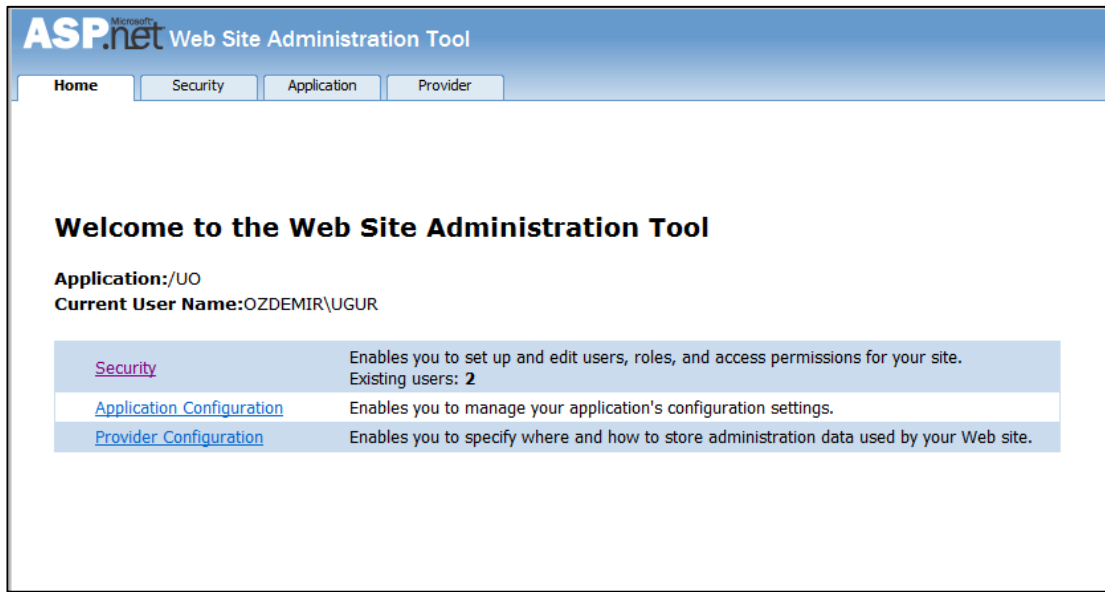 Microsoft
ASP.net Web Site Administration Tool
Home Security Application Provider
Welcome to the Web Site Administration Tool
Application:/UO
Current User Name:OZDEMIR\UGUR
Security Enables you to set up and edit users, roles, and access permissions for your site.
Existing users: 2
Application Configuration Enables you to manage your application's configuration settings.
Provider Configuration Enables you to specify where and how to store administration data used by your Web site.